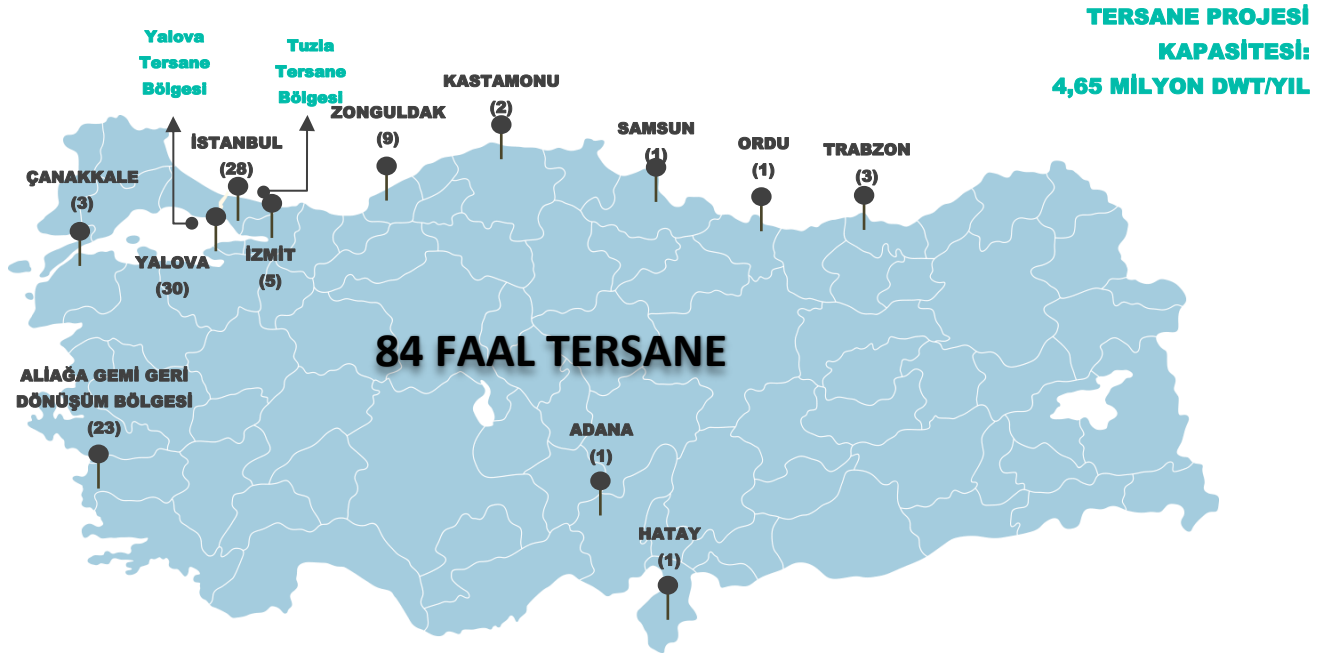 TERSANE PROJESİ
KAPASİTESİ:
4,65 MİLYON DWT/YIL
Yalova
Tersane
Bölgesi
Tuzla
Tersane
Bölgesi
KASTAMONU
(2)
ZONGULDAK
(9)
İSTANBUL
(28)
SAMSUN
(1)
ORDU
(1)
TRABZON
(3)
ÇANAKKALE
(3)
YALOVA
(30)
İZMİT
(5)
84 FAAL TERSANE
ALİAĞA GEMİ GERİ
DÖNÜŞÜM BÖLGESİ
(23)
ADANA
(1)
HATAY
(1)